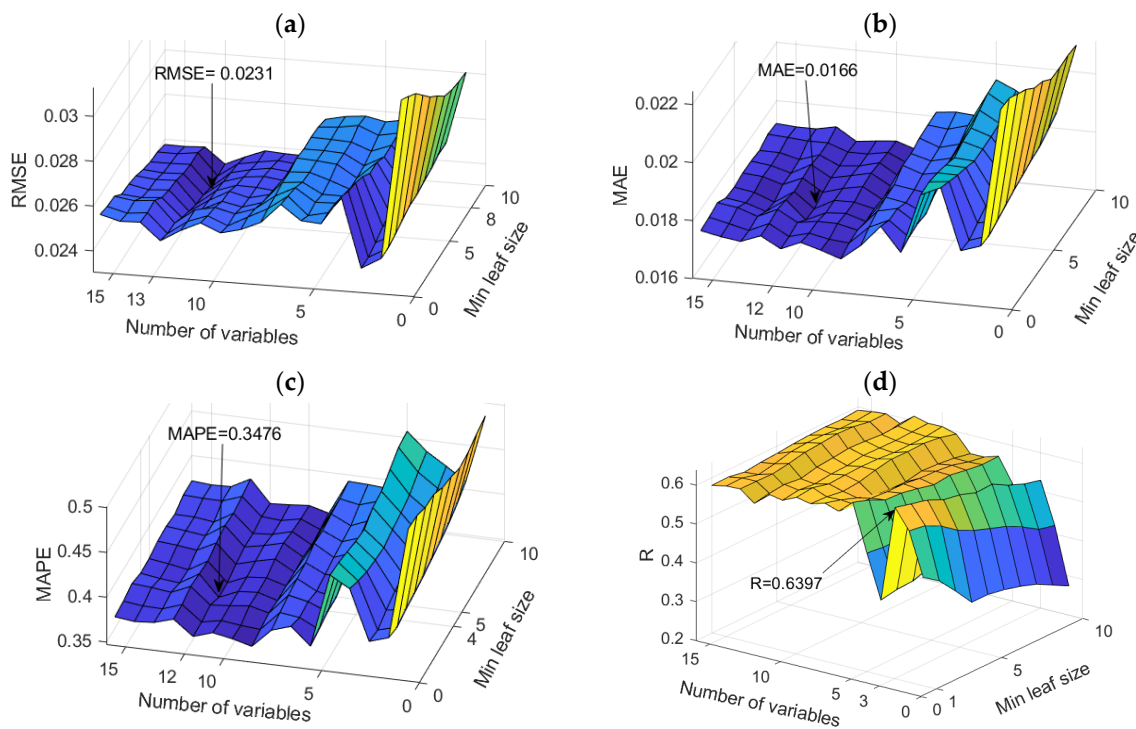 (a)
RMSE= 0.0231
RMSE
0.03
0.028
0.026
0.024
15
13
10
5
0
Number of variables
0
5
8
10
Min leaf size
(b)
MAE=0.0166
MAE
0.022
0.02
0.018
0.016
15
12
10
5
0
Number of variables
0
5
10
Min leaf size
(c)
MAPE=0.3476
MAPE
0.5
0.45
0.4
0.35
15
12
10
5
0
Number of variables
0
4
5
10
Min leaf size
(d)
R=0.6397
R
0.6
0.5
0.4
0.3
0.2
15
10
5
3
0
Number of variables
0
1
5
10
Min leaf size